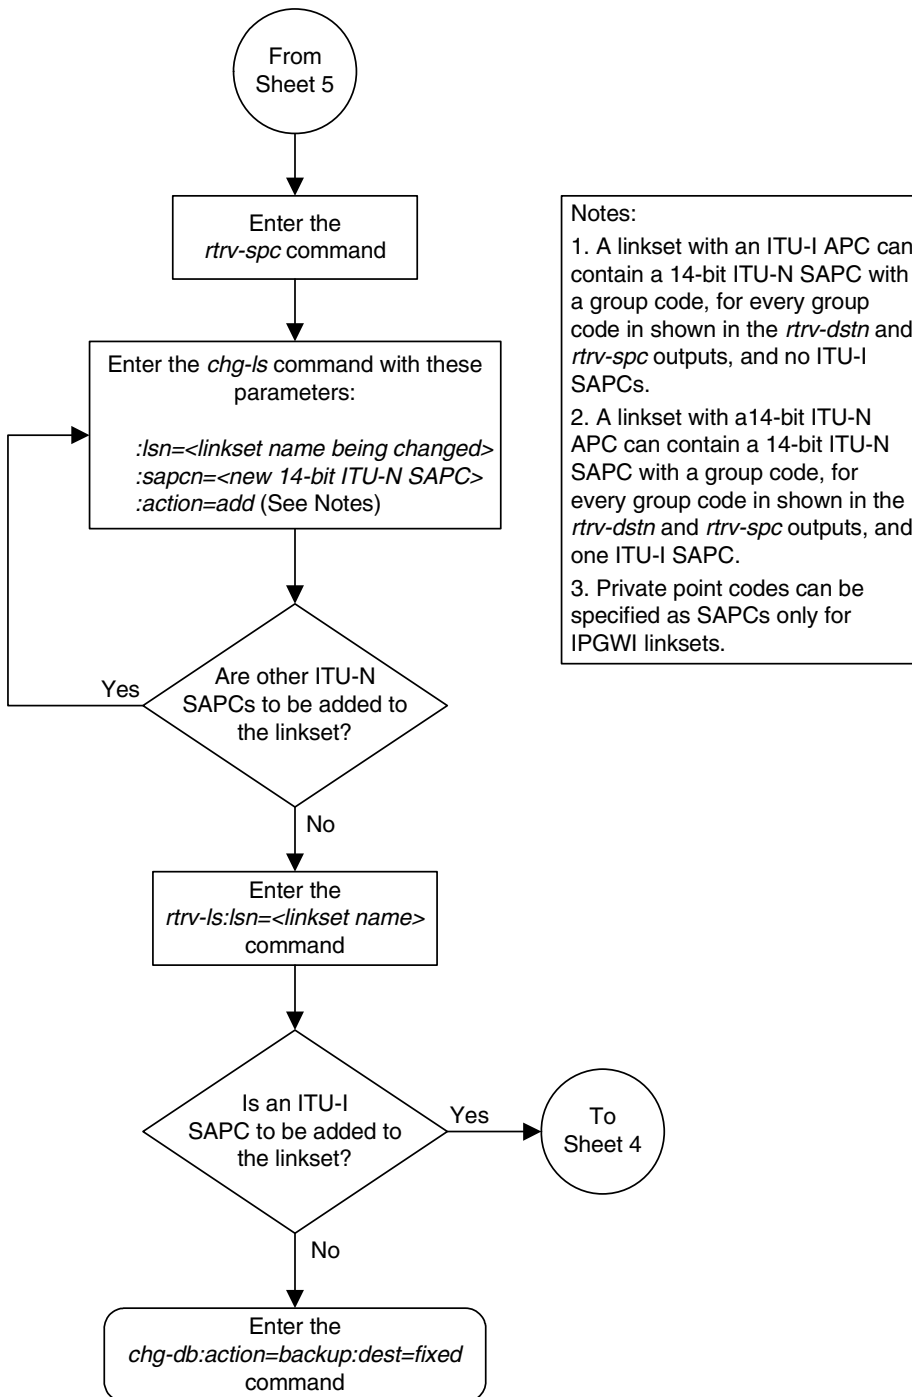 From
Sheet 5
Enter the
rtrv-spc command
Enter the chg-ls command with these
parameters:
:lsn=<linkset name being changed>
:sapcn=<new 14-bit ITU-N SAPC>
:action=add (See Notes)
Are other ITU-N
SAPCs to be added to
the linkset?
Yes
No
Enter the
rtrv-ls:lsn=<linkset name>
command
Is an ITU-I
SAPC to be added to
the linkset?
Yes
To
Sheet 4
No
Enter the
chg-db:action=backup:dest=fixed
command
Notes:
1. A linkset with an ITU-I APC can
contain a 14-bit ITU-N SAPC with
a group code, for every group
code in shown in the rtrv-dstn and
rtrv-spc outputs, and no ITU-I
SAPCs.
2. A linkset with a14-bit ITU-N
APC can contain a 14-bit ITU-N
SAPC with a group code, for
every group code in shown in the
rtrv-dstn and rtrv-spc outputs, and
one ITU-I SAPC.
3. Private point codes can be
specified as SAPCs only for
IPGWI linksets.